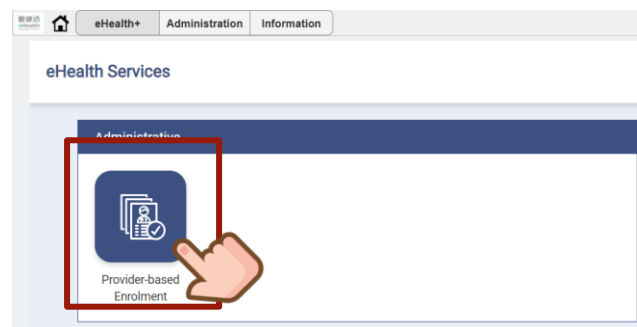 eHealth+ Administration Information
eHealth Services
Administrative
Provider-based
Enrolment